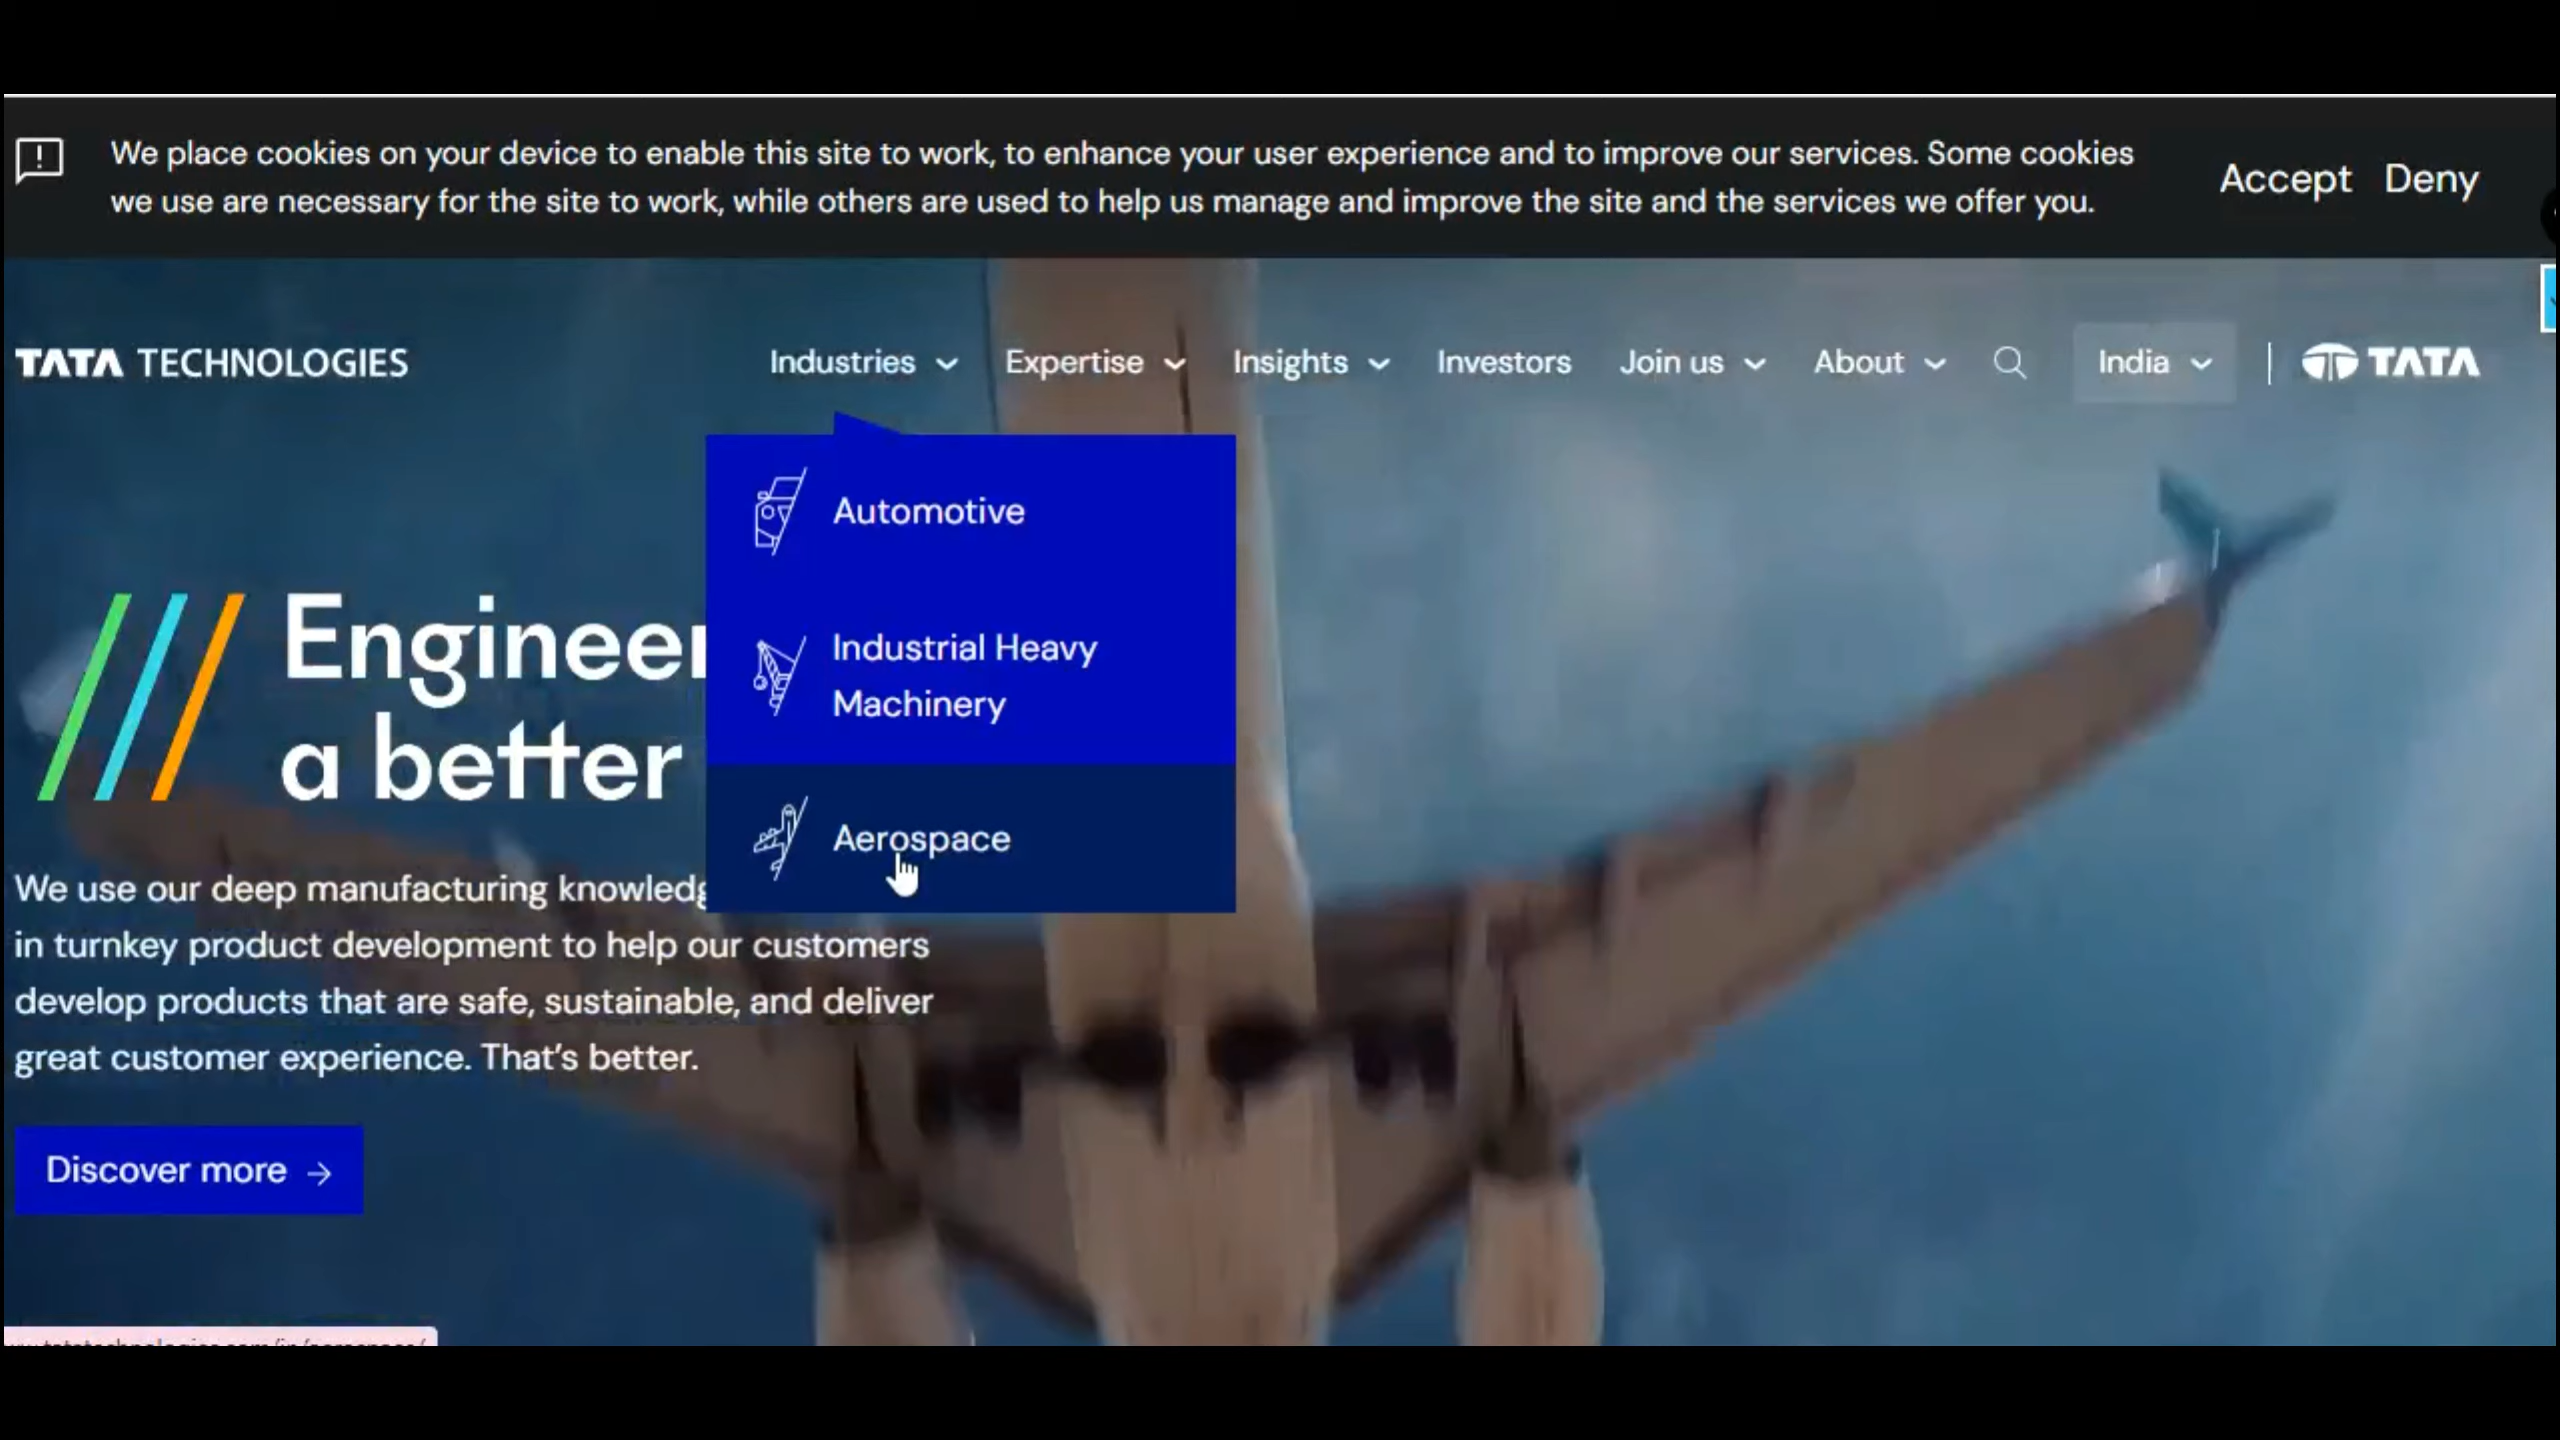 We place cookies on your device to enable this site to work, to enhance your user experience and to improve our services. Some cookies
we use are necessary for the site to work, while others are used to help us manage and improve the site and the services we offer you.
Accept Deny
TATA TECHNOLOGIES
Industries Expertise Insights Investors Join us About India TATA
Automotive
Industrial Heavy
Machinery
Aerospace
Engineer
a better
We use our deep manufacturing knowledg
in turnkey product development to help our customers
develop products that are safe, sustainable, and deliver
great customer experience. That's better.
Discover more